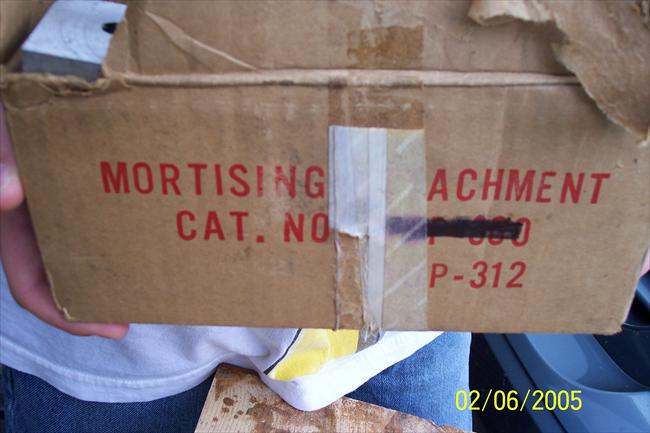 MORTISING ACHMENT
CAT. NO
P-312
02/06/2005